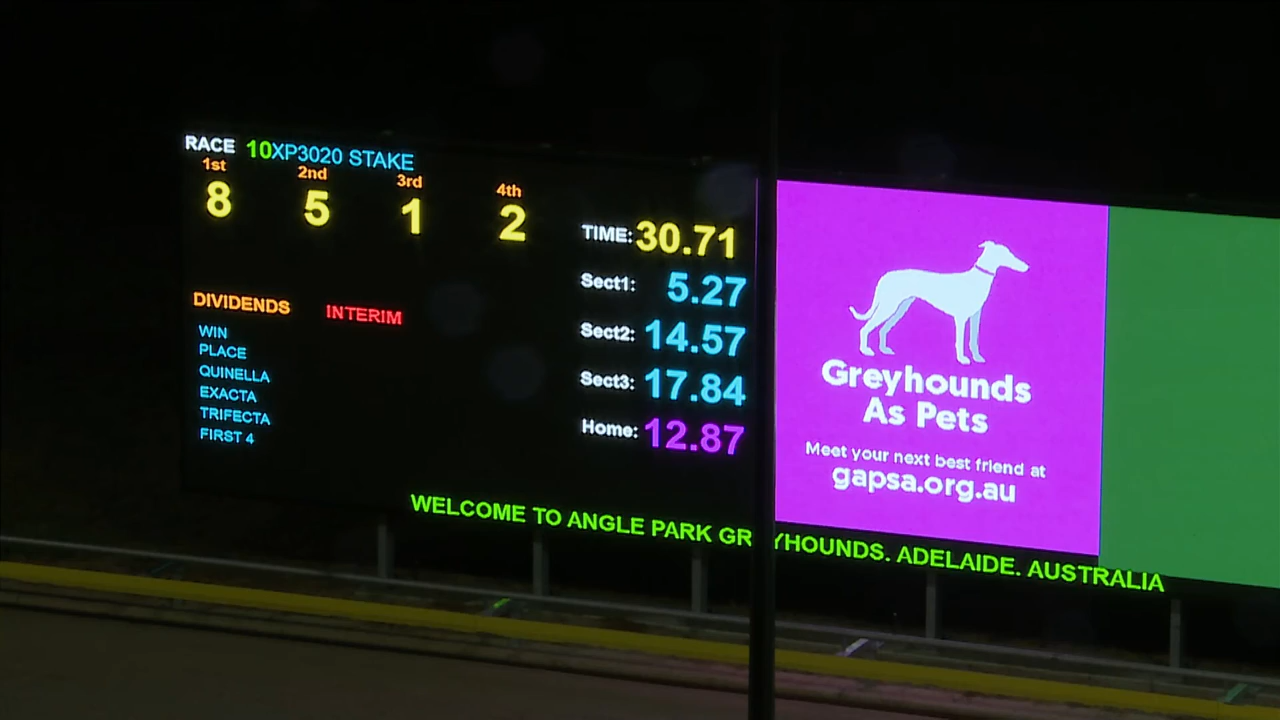 RACE 10XP3020 STAKE
1st 2nd 3rd 4th
8 5 1 2
TIME: 30.71
Sect1: 5.27
Sect2: 14.57
Sect3: 17.84
Home: 12.87
DIVIDENDS INTERIM
WIN
PLACE
QUINELLA
EXACTA
TRIFECTA
FIRST 4
Greyhounds
As Pets
Meet your next best friend at
gapsa.org.au
WELCOME TO ANGLE PARK GREYHOUNDS. ADELAIDE. AUSTRALIA